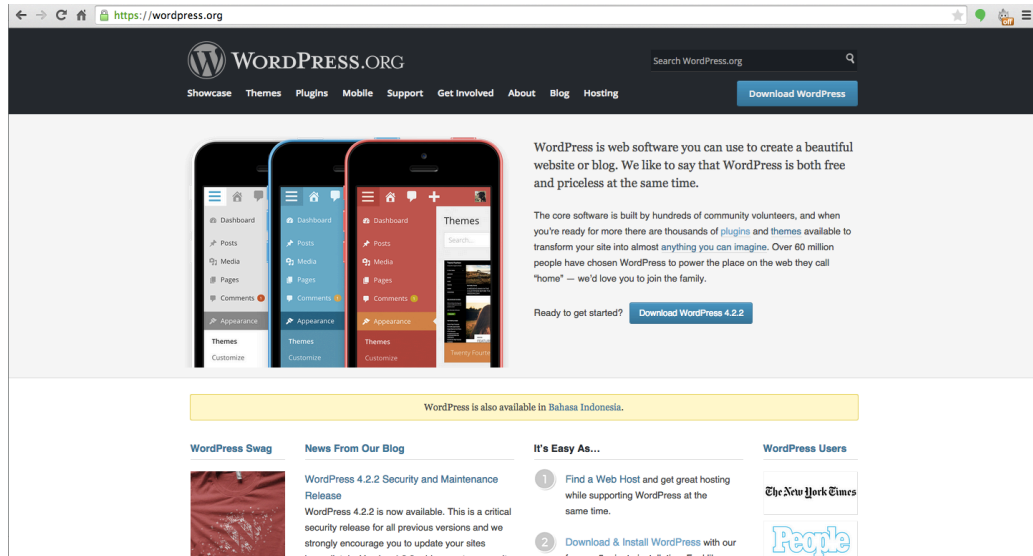 https://wordpress.org
off
WORDPRESS.ORG
Search WordPress.org
Showcase Themes Plugins Mobile Support Get Involved About Blog Hosting
Download WordPress
WordPress is web software you can use to create a beautiful
website or blog. We like to say that WordPress is both free
and priceless at the same time.
The core software is built by hundreds of community volunteers, and when
you're ready for more there are thousands of plugins and themes available to
transform your site into almost anything you can imagine. Over 60 million
people have chosen WordPress to power the place on the web they call
"home" — we'd love you to join the family.
Ready to get started?
Download WordPress 4.2.2
Dashboard
Posts
Media
Pages
Comments
Appearance
Themes
Customize
Dashboard
Posts
Media
Pages
Comments
Appearance
Themes
Customize
Dashboard
Posts
Media
Pages
Comments
Appearance
Themes
Customize
Themes
Search...
Twenty
WordPress is also available in Bahasa Indonesia.
WordPress Swag
News From Our Blog
WordPress 4.2.2 Security and Maintenance
Release
WordPress 4.2.2 is now available. This is a critical
security release for all previous versions and we
strongly encourage you to update your sites
It's Easy As...
1
Find a Web Host and get great hosting
while supporting WordPress at the
same time.
2
Download & Install WordPress with our
WordPress Users
The New York Times
People